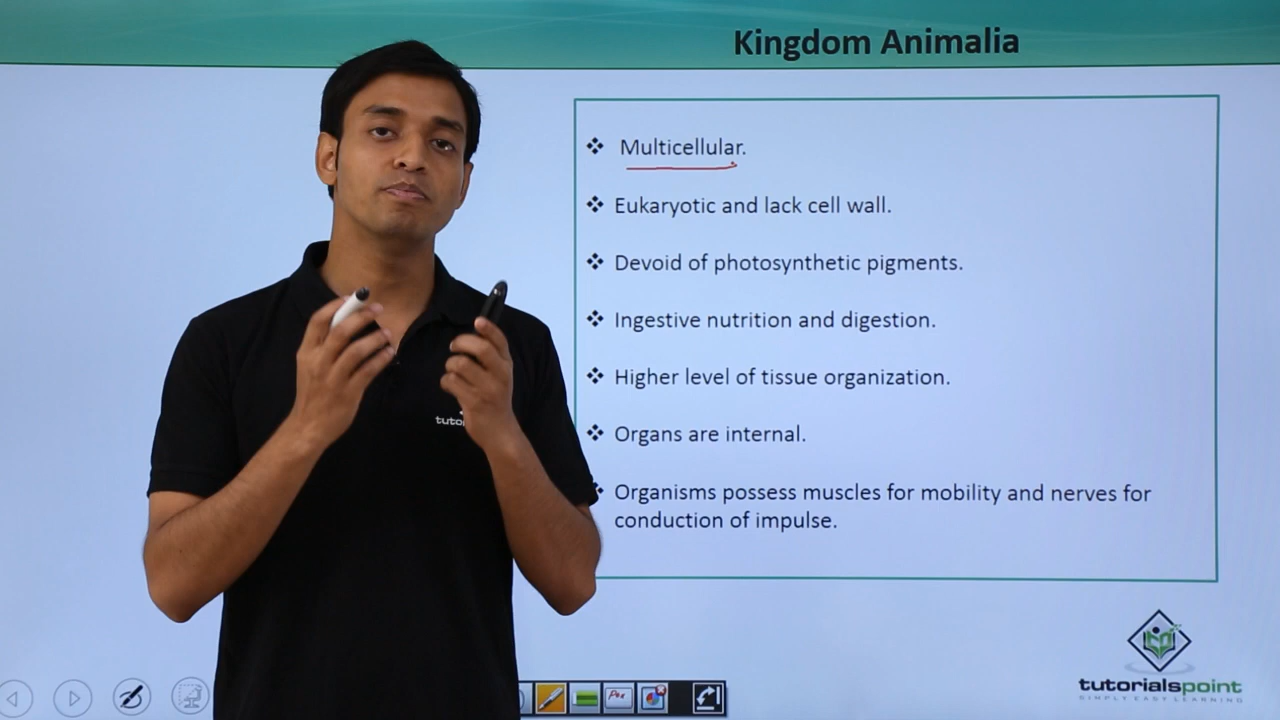 Kingdom Animalia
Multicellular.
Eukaryotic and lack cell wall.
Devoid of photosynthetic pigments.
Ingestive nutrition and digestion.
Higher level of tissue organization.
Organs are internal.
Organisms possess muscles for mobility and nerves for
conduction of impulse.
tuto
tutorialspoint
SIMPLY EASY LEARNING
Pen